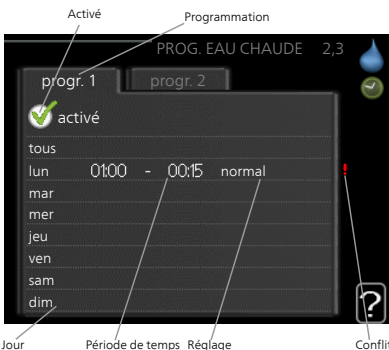 Activé
Programmation
PROG. EAU CHAUDE 2,3
progr. 1 progr. 2
activé
tous
lun 01:00 - 00:15 normal !
mar
mer
jeu
ven
sam
dim
?
Jour Période de temps Réglage Conflit